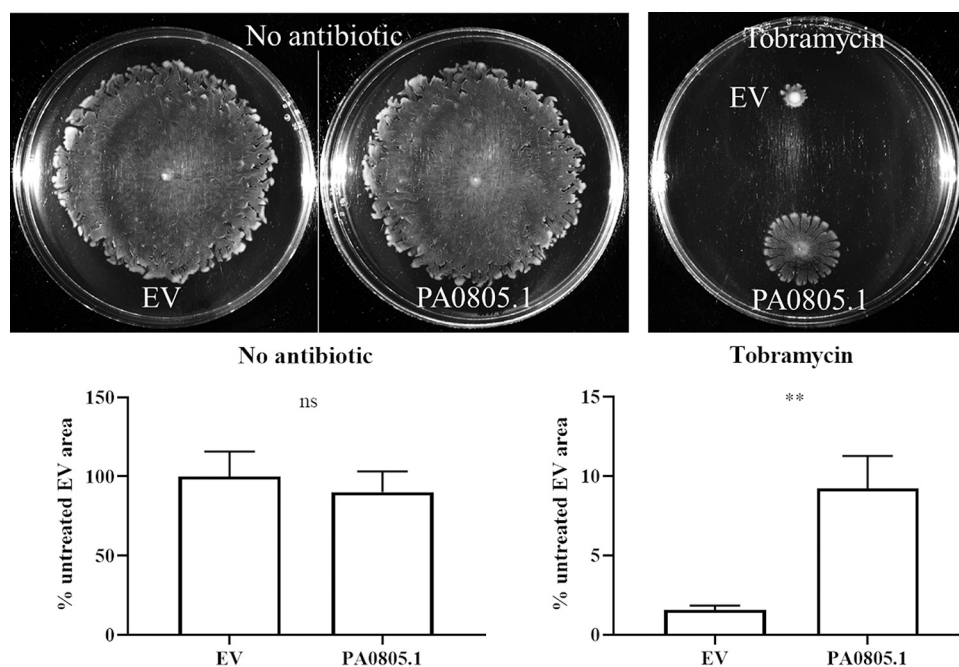 No antibiotic
EV
PA0805.1
Tobramycin
EV
PA0805.1
No antibiotic
% untreated EV area
150
100
50
0
ns
EV
PA0805.1
Tobramycin
% untreated EV area
15
10
5
0
**
EV
PA0805.1